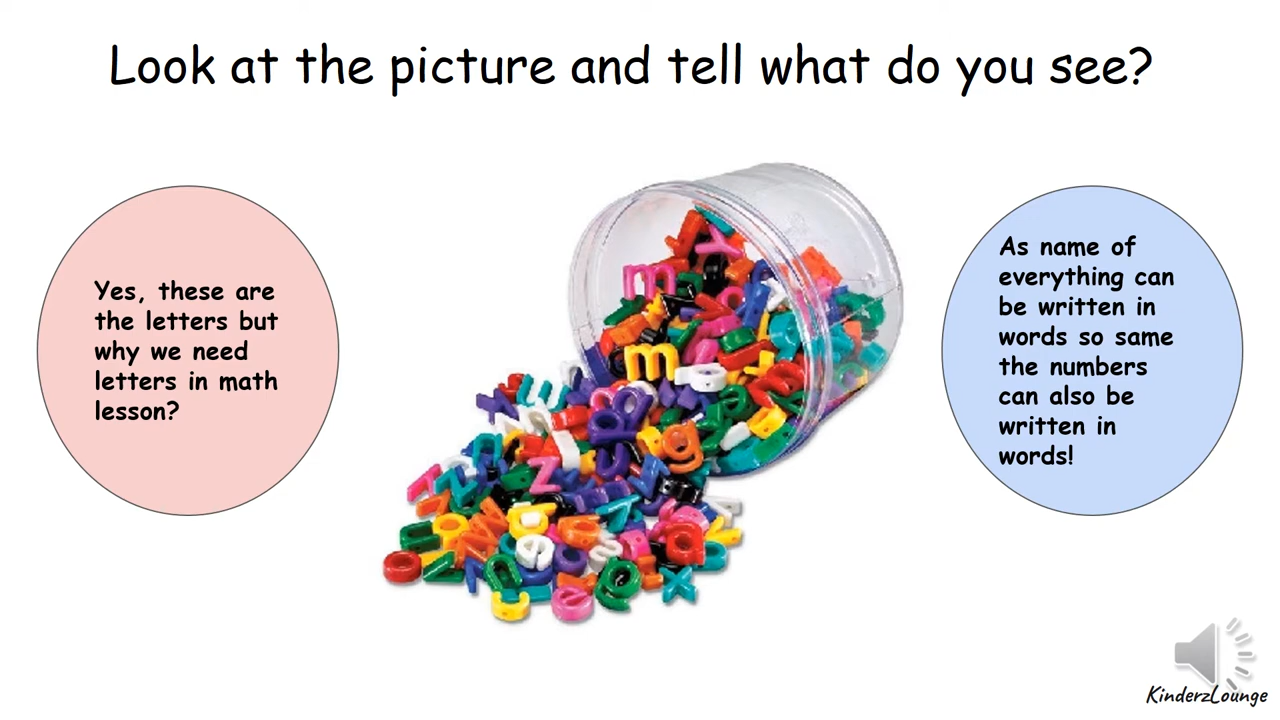 Look at the picture and tell what do you see?
Yes, these are
the letters but
why we need
letters in math
lesson?
As name of
everything can
be written in
words so same
the numbers
can also be
written in
words!
KinderzLounge